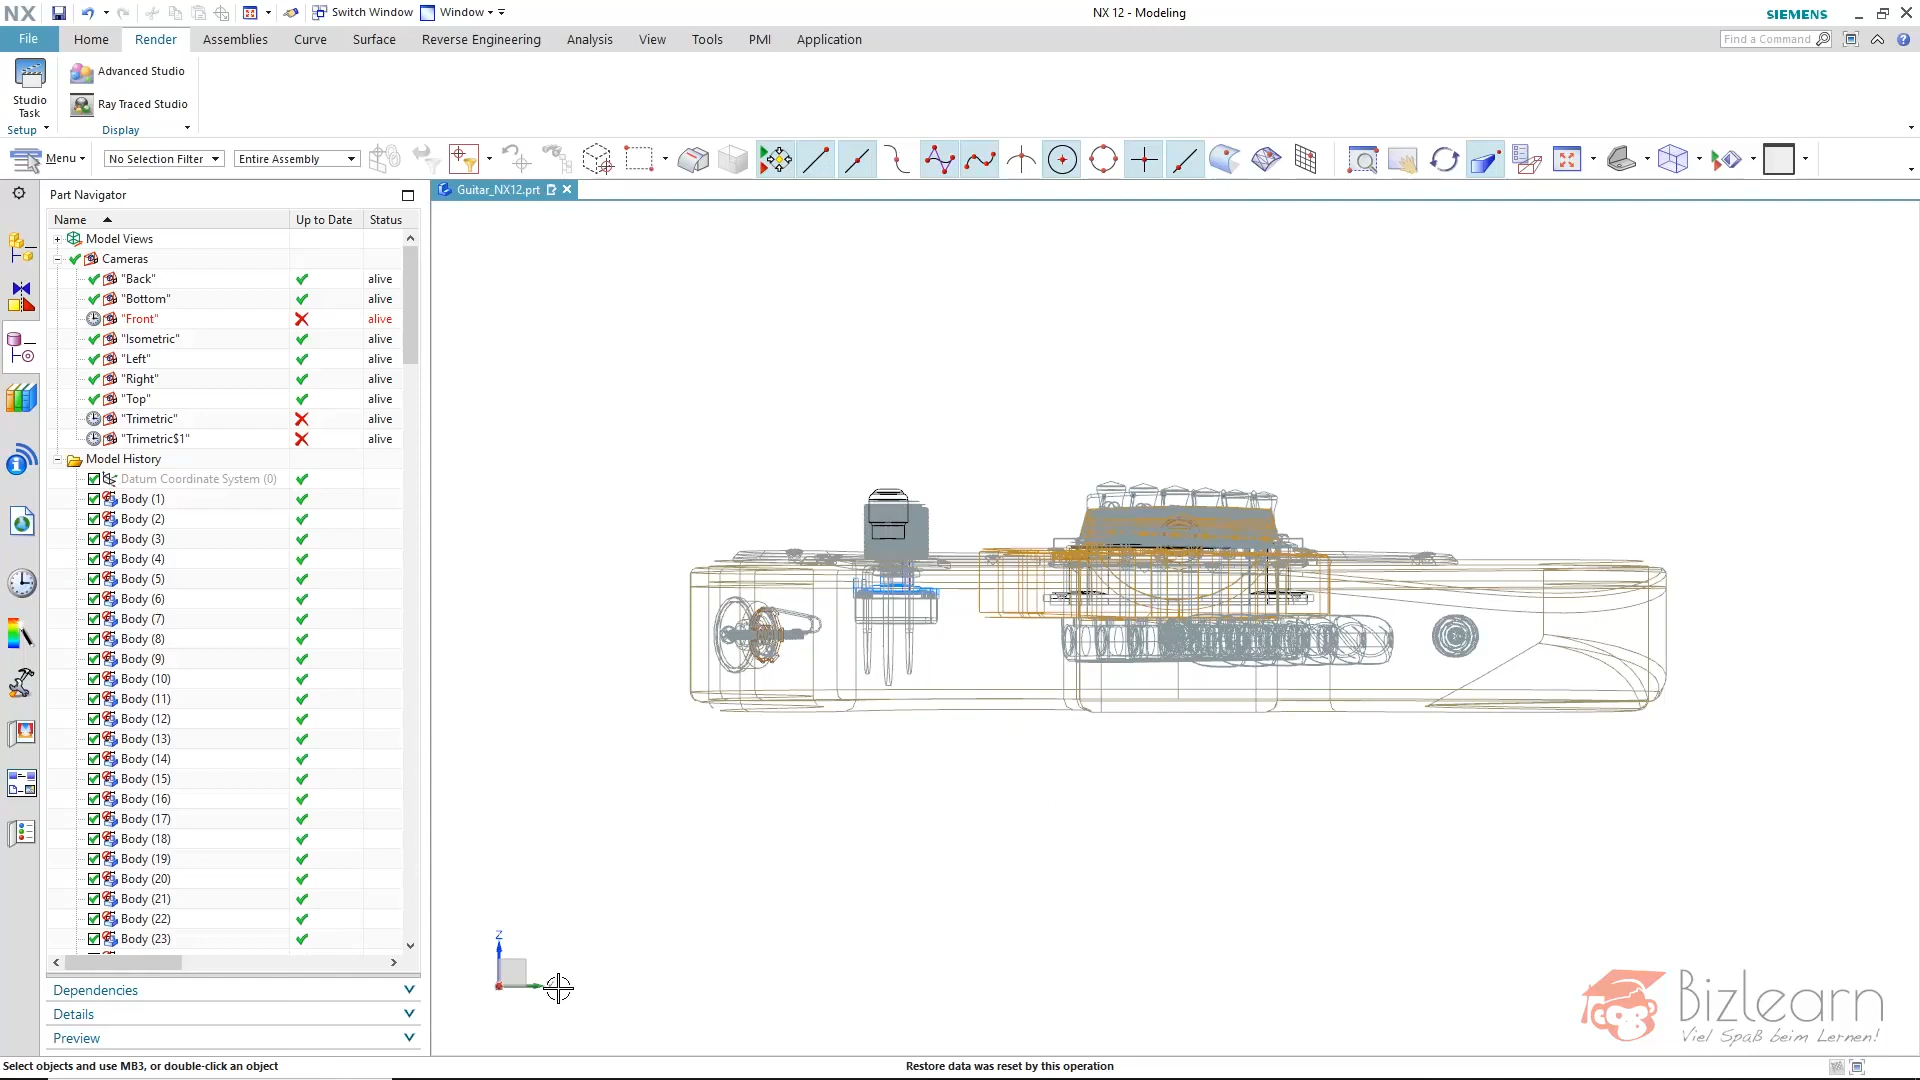 NX
Switch Window
Window
NX 12 - Modeling
SIEMENS
File
Home
Render
Assemblies
Curve
Surface
Reverse Engineering
Analysis
View
Tools
PMI
Application
Find a Command
Studio
Task
Advanced Studio
Ray Traced Studio
Setup
Display
Menu
No Selection Filter
Entire Assembly
Part Navigator
Guitar_NX12.prt
Name
Up to Date
Status
Model Views
Cameras
"Back"
alive
"Bottom"
alive
"Front"
alive
"Isometric"
alive
"Left"
alive
"Right"
alive
"Top"
alive
"Trimetric"
alive
"Trimetric$1"
alive
Model History
Datum Coordinate System (0)
Body (1)
Body (2)
Body (3)
Body (4)
Body (5)
Body (6)
Body (7)
Body (8)
Body (9)
Body (10)
Body (11)
Body (12)
Body (13)
Body (14)
Body (15)
Body (16)
Body (17)
Body (18)
Body (19)
Body (20)
Body (21)
Body (22)
Body (23)
Z
Dependencies
Details
Preview
Bizlearn
Viel Spaß beim Lernen!
Select objects and use MB3, or double-click an object
Restore data was reset by this operation